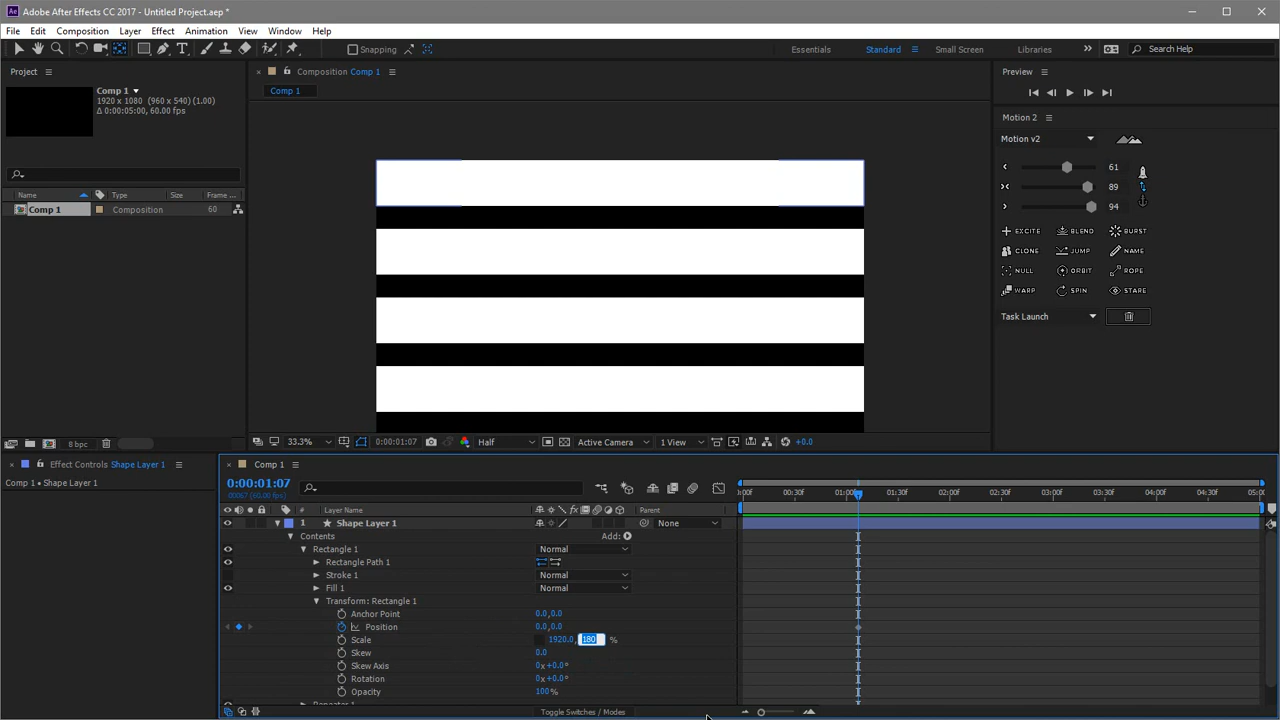 Adobe After Effects CC 2017 - Untitled Project.aep *
File Edit Composition Layer Effect Animation View Window Help
Snapping Essentials Standard Small Screen Libraries Search Help
Project
Comp 1
1920 x 1080 (960 x 540) (1.00)
Δ 0:00:05:00, 60.00 fps
Name Type Size Frame ...
Comp 1 Composition 60
8 bpc
Composition Comp 1
Comp 1
33.3% 0:00:01:07 Half Active Camera 1 View +0.0
Preview
Motion 2
Motion v2
61
89
94
EXCITE BLEND BURST
CLONE JUMP NAME
NULL ORBIT ROPE
WARP SPIN STARE
Task Launch
Effect Controls Shape Layer 1
Comp 1 • Shape Layer 1
Comp 1
0:00:01:07
00067 (60.00 fps)
# Layer Name Parent
1 Shape Layer 1 None
Contents Add:
Rectangle 1 Normal
Rectangle Path 1
Stroke 1 Normal
Fill 1 Normal
Transform: Rectangle 1
Anchor Point 0.0,0.0
Position 0.0,0.0
Scale 1920.0, 180 %
Skew 0.0
Skew Axis 0x+0.0°
Rotation 0x+0.0°
Opacity 100%
Toggle Switches / Modes
:00f 00:30f 01:00f 01:30f 02:00f 02:30f 03:00f 03:30f 04:00f 04:30f 05:00